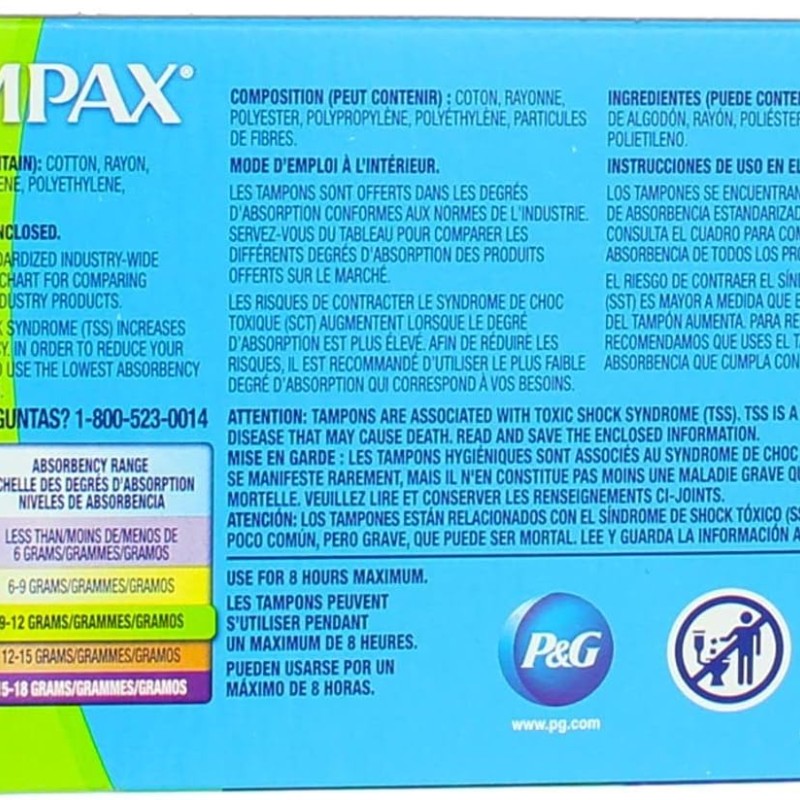 MPAX®
TAIN): COTTON, RAYON,
ENE, POLYETHYLENE,
NCLOSED.
DARDIZED INDUSTRY-WIDE
CHART FOR COMPARING
DUSTRY PRODUCTS.
K SYNDROME (TSS) INCREASES
Y. IN ORDER TO REDUCE YOUR
USE THE LOWEST ABSORBENCY
GUNTAS? 1-800-523-0014
ABSORBENCY RANGE
CHELLE DES DEGRÉS D'ABSORPTION
NIVELES DE ABSORBENCIA
LESS THAN/MOINS DE/MENOS DE
6 GRAMS/GRAMMES/GRAMOS
6-9 GRAMS/GRAMMES/GRAMOS
9-12 GRAMS/GRAMMES/GRAMOS
12-15 GRAMS/GRAMMES/GRAMOS
5-18 GRAMS/GRAMMES/GRAMOS
COMPOSITION (PEUT CONTENIR) : COTON, RAYONNE,
POLYESTER, POLYPROPYLÈNE, POLYÉTHYLÈNE, PARTICULES
DE FIBRES.
MODE D'EMPLOI À L'INTÉRIEUR.
LES TAMPONS SONT OFFERTS DANS LES DEGRÉS
D'ABSORPTION CONFORMES AUX NORMES DE L'INDUSTRIE.
SERVEZ-VOUS DU TABLEAU POUR COMPARER LES
DIFFÉRENTS DEGRÉS D'ABSORPTION DES PRODUITS
OFFERTS SUR LE MARCHÉ.
LES RISQUES DE CONTRACTER LE SYNDROME DE CHOC
TOXIQUE (SCT) AUGMENTENT LORSQUE LE DEGRÉ
D'ABSORPTION EST PLUS ÉLEVÉ. AFIN DE RÉDUIRE LES
RISQUES, IL EST RECOMMANDÉ D'UTILISER LE PLUS FAIBLE
DEGRÉ D'ABSORPTION QUI CORRESPOND À VOS BESOINS.
INGREDIENTES (PUEDE CONTE
DE ALGODÓN, RAYÓN, POLIÉSTER
POLIETILENO.
INSTRUCCIONES DE USO EN EL
LOS TAMPONES SE ENCUENTRAN
DE ABSORBENCIA ESTANDARIZAD
CONSULTA EL CUADRO PARA COM
ABSORBENCIA DE TODOS LOS PRO
EL RIESGO DE CONTRAER EL SÍN
(SST) ES MAYOR A MEDIDA QUE
DEL TAMPÓN AUMENTA. PARA RE
RECOMENDAMOS QUE USES EL TA
ABSORBENCIA QUE CUMPLA CON
ATTENTION: TAMPONS ARE ASSOCIATED WITH TOXIC SHOCK SYNDROME (TSS). TSS IS A
DISEASE THAT MAY CAUSE DEATH. READ AND SAVE THE ENCLOSED INFORMATION.
MISE EN GARDE : LES TAMPONS HYGIÉNIQUES SONT ASSOCIÉS AU SYNDROME DE CHOC
SE MANIFESTE RAREMENT, MAIS IL N'EN CONSTITUE PAS MOINS UNE MALADIE GRAVE QU
MORTELLE. VEUILLEZ LIRE ET CONSERVER LES RENSEIGNEMENTS CI-JOINTS.
ATENCIÓN: LOS TAMPONES ESTÁN RELACIONADOS CON EL SÍNDROME DE SHOCK TÓXICO (SS
POCO COMÚN, PERO GRAVE, QUE PUEDE SER MORTAL. LEE Y GUARDA LA INFORMACIÓN A
USE FOR 8 HOURS MAXIMUM.
LES TAMPONS PEUVENT
S'UTILISER PENDANT
UN MAXIMUM DE 8 HEURES.
PUEDEN USARSE POR UN
MÁXIMO DE 8 HORAS.
P&G
www.pg.com